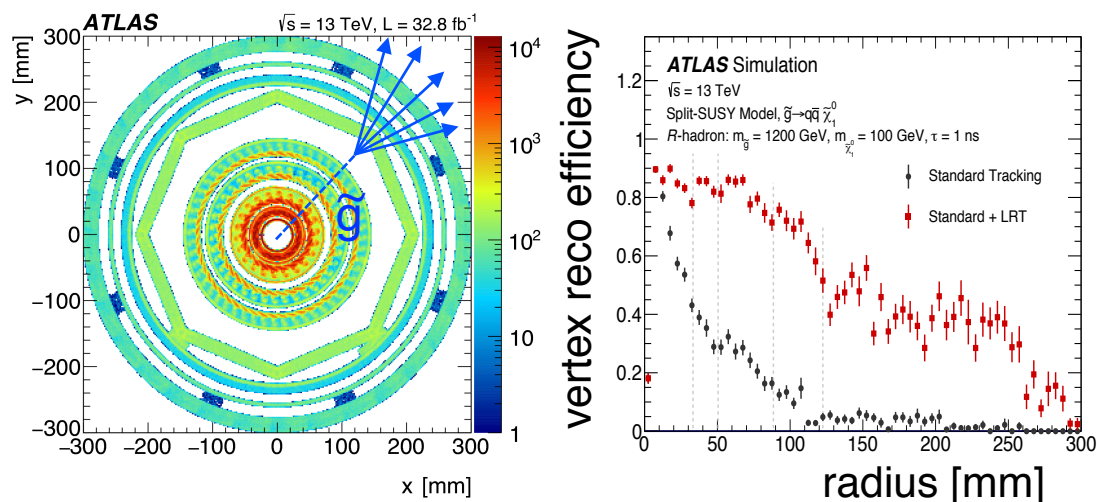 ATLAS
√s = 13 TeV, L = 32.8 fb⁻¹
y [mm]
300
200
100
0
−100
−200
−300
−300 −200 −100 0 100 200 300
x [mm]
g̃
10⁴
10³
10²
10
1
vertex reco efficiency
1.2
1
0.8
0.6
0.4
0.2
0
ATLAS Simulation
√s = 13 TeV
Split-SUSY Model, g̃→qq̄ χ̃₁⁰
R-hadron: m_g̃ = 1200 GeV, m_χ̃₁⁰ = 100 GeV, τ = 1 ns
Standard Tracking
Standard + LRT
0 50 100 150 200 250 300
radius [mm]